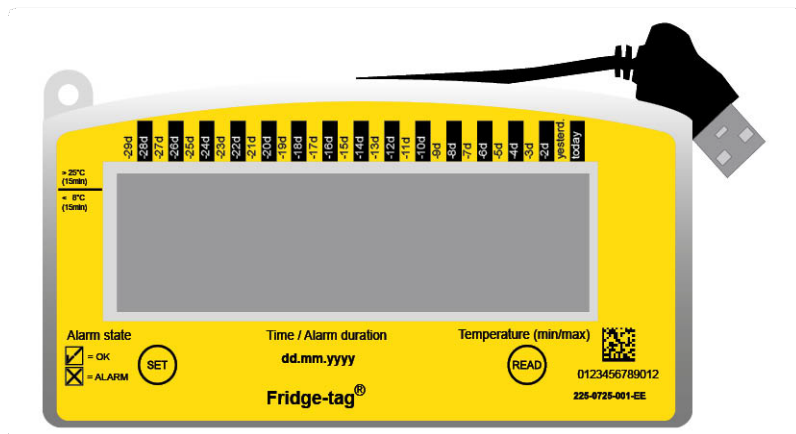 -29d -28d -27d -26d -25d -24d -23d -22d -21d -20d -19d -18d -17d -16d -15d -14d -13d -12d -11d -10d -9d -8d -7d -6d -5d -4d -3d -2d yesterd. today
> 25°C
(15min)
< 8°C
(15min)
Alarm state
= OK
= ALARM
SET
Time / Alarm duration
dd.mm.yyyy
Fridge-tag®
Temperature (min/max)
READ
0123456789012
225-0725-001-EE